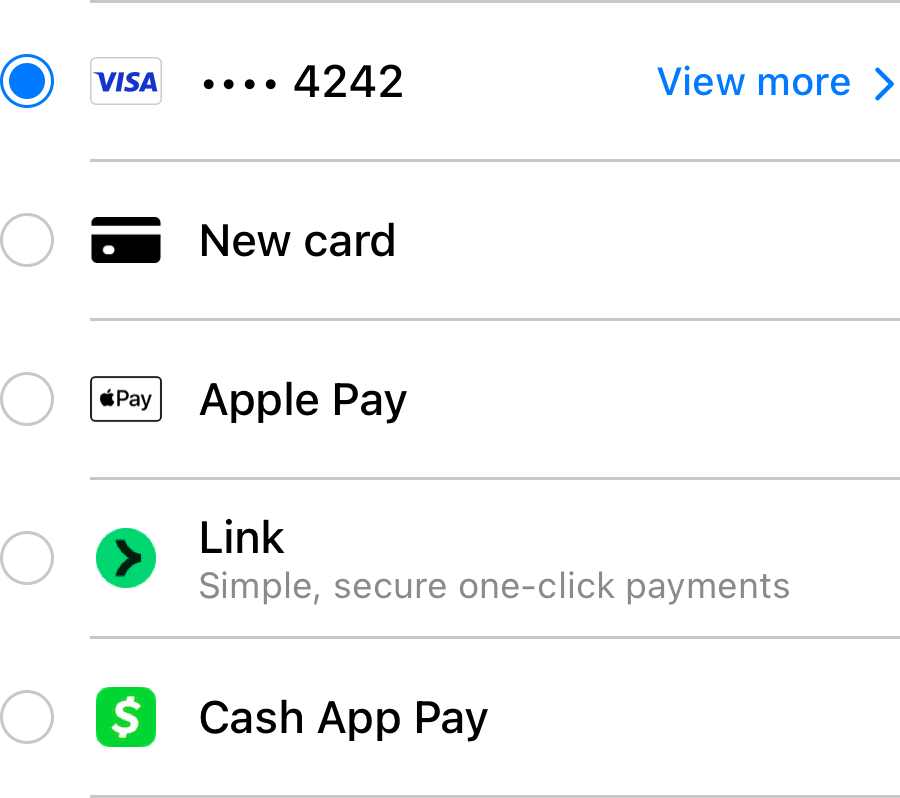 VISA •••• 4242 View more
New card
Pay Apple Pay
Link
Simple, secure one-click payments
$ Cash App Pay